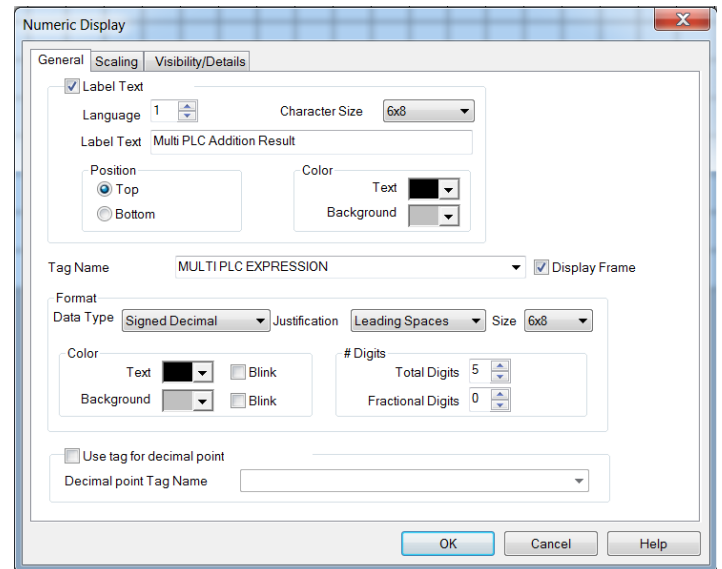 Numeric Display
X
General Scaling Visibility/Details
Label Text
Language 1 Character Size 6x8
Label Text Multi PLC Addition Result
Position Color
Top Text
Bottom Background
Tag Name MULTI PLC EXPRESSION Display Frame
Format
Data Type Signed Decimal Justification Leading Spaces Size 6x8
Color # Digits
Text Blink Total Digits 5
Background Blink Fractional Digits 0
Use tag for decimal point
Decimal point Tag Name
OK Cancel Help